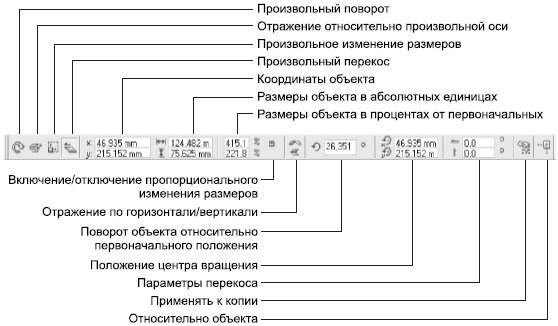 Произвольный поворот
Отражение относительно произвольной оси
Произвольное изменение размеров
Произвольный перекос
Координаты объекта
Размеры объекта в абсолютных единицах
Размеры объекта в процентах от первоначальных
x: 46,935 mm 124,482 m 415,1 % 26,351 ° 46,935 mm 0,0 °
y: 215,152 mm 75,625 mm 221,8 % 215,152 m 0,0 °
Включение/отключение пропорционального
изменения размеров
Отражение по горизонтали/вертикали
Поворот объекта относительно
первоначального положения
Положение центра вращения
Параметры перекоса
Применять к копии
Относительно объекта